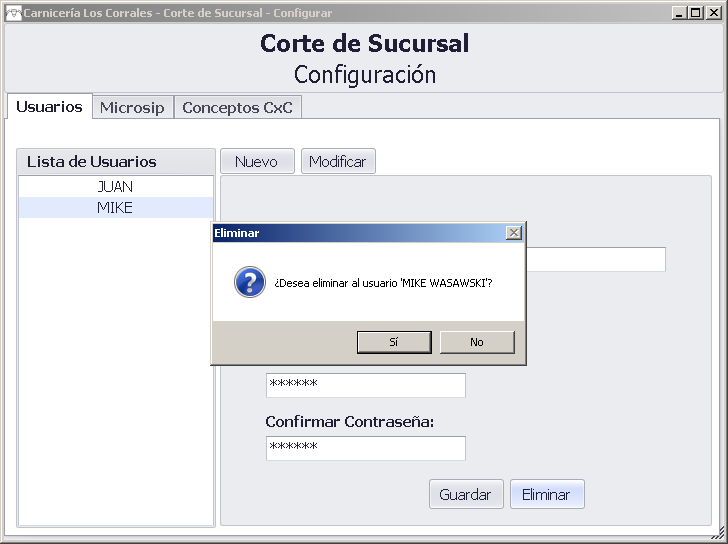 Carnicería Los Corrales - Corte de Sucursal - Configurar
Corte de Sucursal
Configuración
Usuarios
Microsip
Conceptos CxC
Lista de Usuarios
Nuevo
Modificar
JUAN
MIKE
Eliminar
¿Desea eliminar al usuario 'MIKE WASAWSKI'?
Sí
No
******
Confirmar Contraseña:
******
Guardar
Eliminar